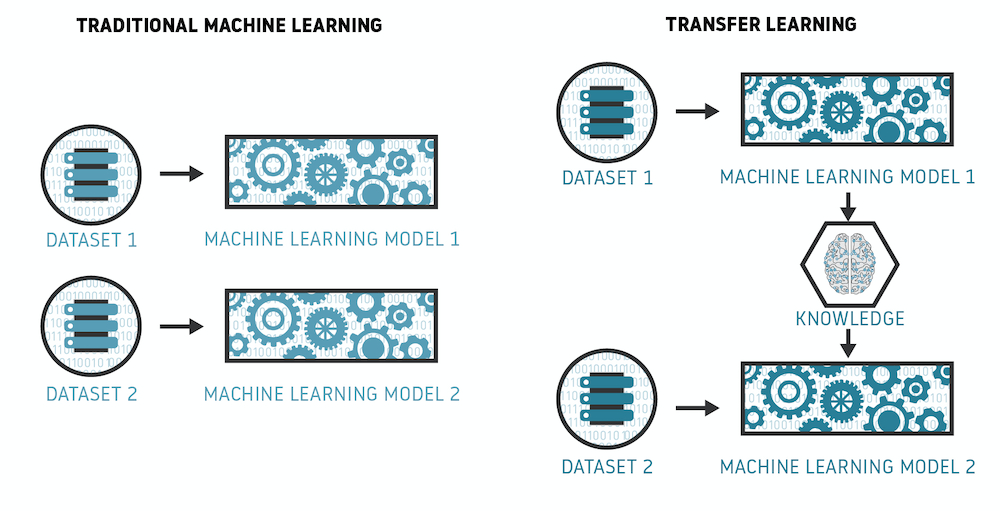 TRADITIONAL MACHINE LEARNING
DATASET 1
MACHINE LEARNING MODEL 1
DATASET 2
MACHINE LEARNING MODEL 2
TRANSFER LEARNING
DATASET 1
MACHINE LEARNING MODEL 1
KNOWLEDGE
DATASET 2
MACHINE LEARNING MODEL 2